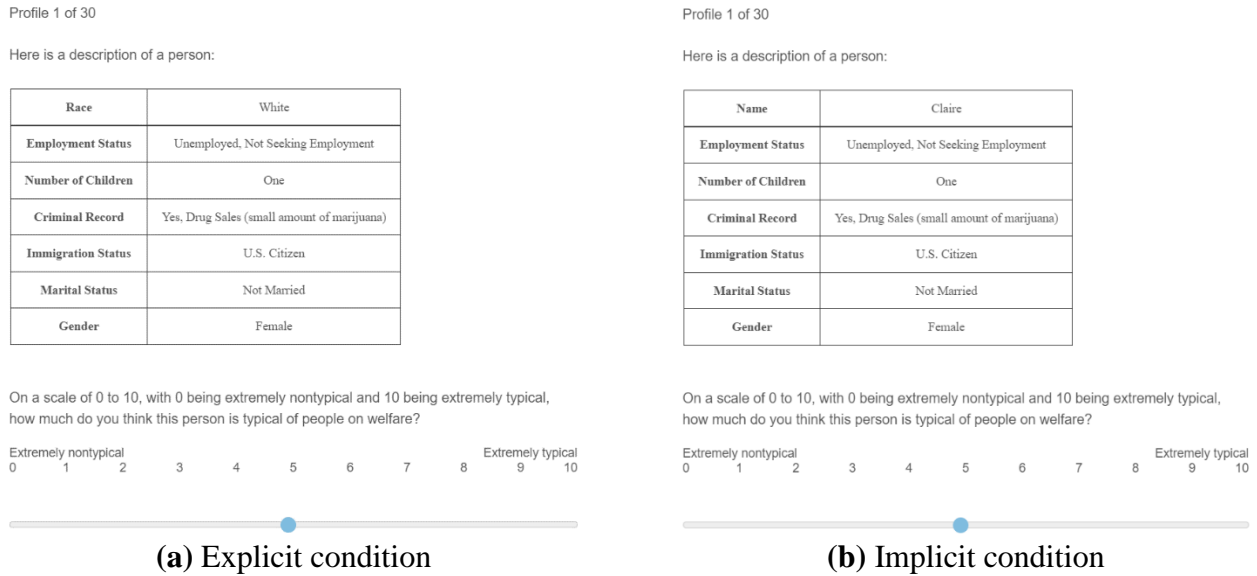 Profile 1 of 30
Here is a description of a person:
Race White
Employment Status Unemployed, Not Seeking Employment
Number of Children One
Criminal Record Yes, Drug Sales (small amount of marijuana)
Immigration Status U.S. Citizen
Marital Status Not Married
Gender Female
On a scale of 0 to 10, with 0 being extremely nontypical and 10 being extremely typical,
how much do you think this person is typical of people on welfare?
Extremely nontypical Extremely typical
0 1 2 3 4 5 6 7 8 9 10
(a) Explicit condition
Profile 1 of 30
Here is a description of a person:
Name Claire
Employment Status Unemployed, Not Seeking Employment
Number of Children One
Criminal Record Yes, Drug Sales (small amount of marijuana)
Immigration Status U.S. Citizen
Marital Status Not Married
Gender Female
On a scale of 0 to 10, with 0 being extremely nontypical and 10 being extremely typical,
how much do you think this person is typical of people on welfare?
Extremely nontypical Extremely typical
0 1 2 3 4 5 6 7 8 9 10
(b) Implicit condition